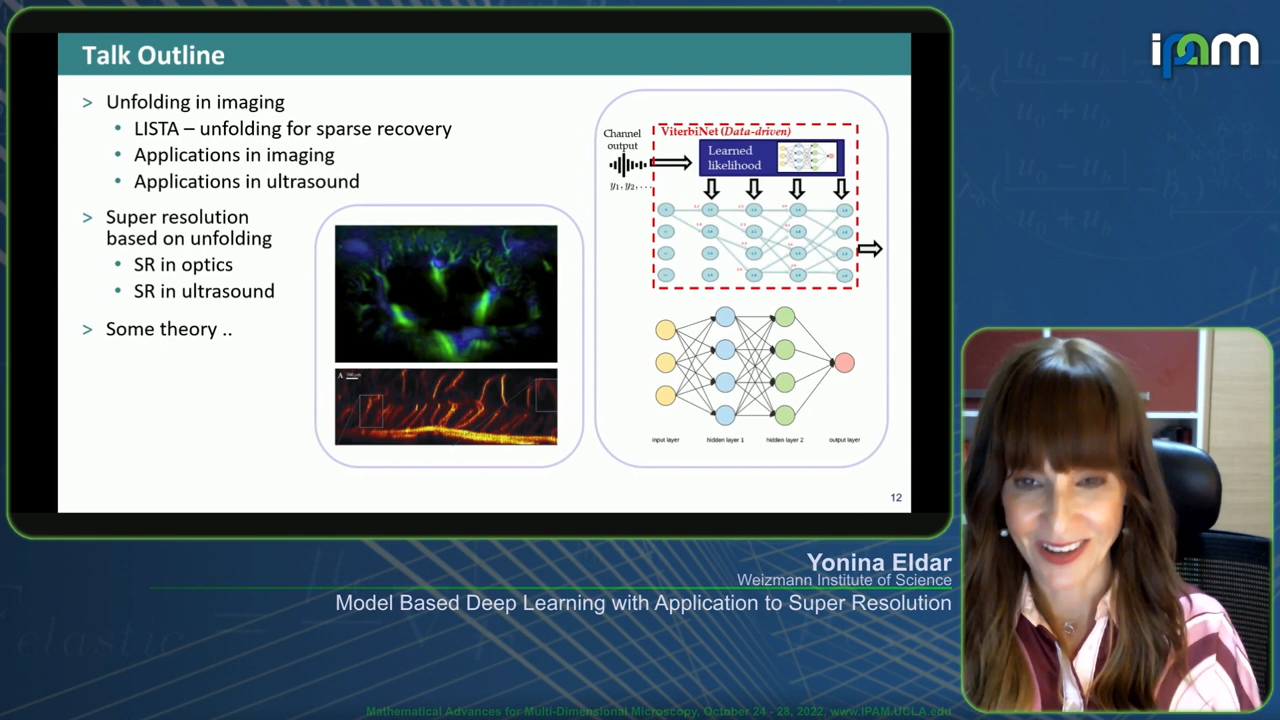 Talk Outline
> Unfolding in imaging
• LISTA – unfolding for sparse recovery
• Applications in imaging
• Applications in ultrasound
> Super resolution
based on unfolding
• SR in optics
• SR in ultrasound
> Some theory ..
A
ViterbiNet (Data-driven)
Channel
output
y₁, y₂, . . .
Learned
likelihood
input layer
hidden layer 1
hidden layer 2
output layer
12
ipam
Yonina Eldar
Weizmann Institute of Science
Model Based Deep Learning with Application to Super Resolution
elastic
Mathematical Advances for Multi-Dimensional Microscopy, October 24 - 28, 2022, www.IPAM.UCLA.edu